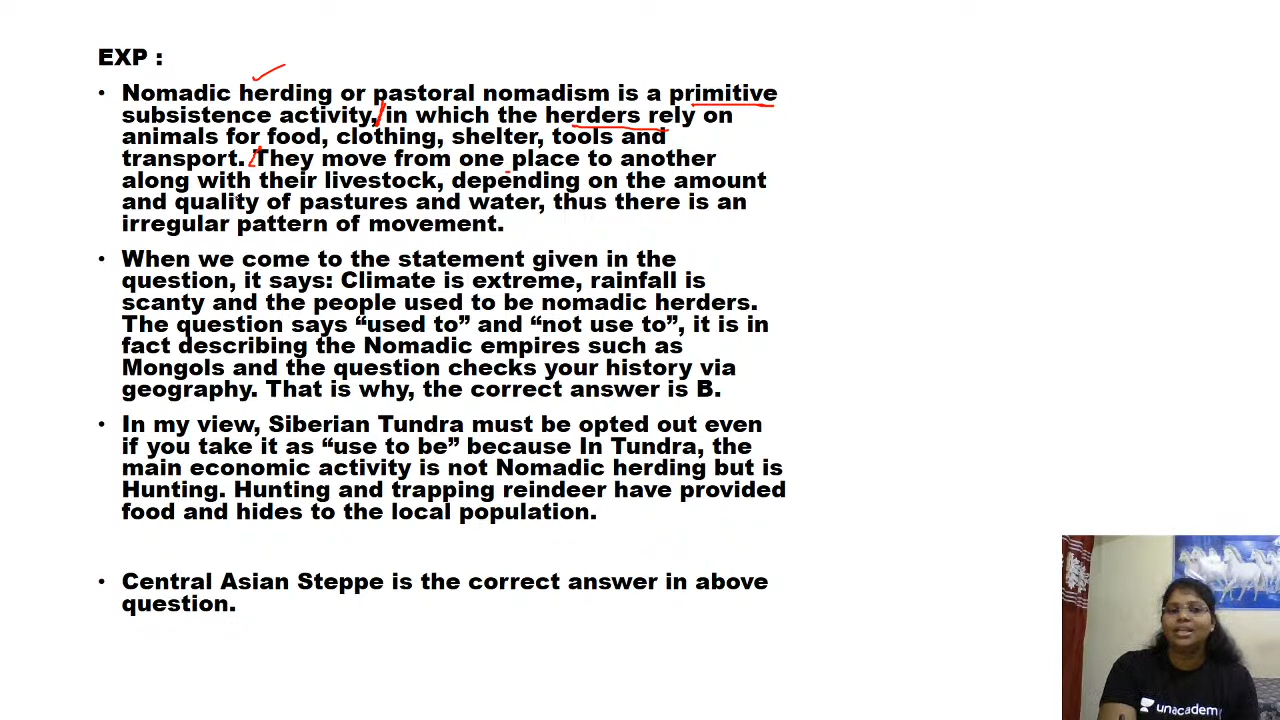 EXP :
• Nomadic herding or pastoral nomadism is a primitive
subsistence activity, in which the herders rely on
animals for food, clothing, shelter, tools and
transport. They move from one place to another
along with their livestock, depending on the amount
and quality of pastures and water, thus there is an
irregular pattern of movement.
• When we come to the statement given in the
question, it says: Climate is extreme, rainfall is
scanty and the people used to be nomadic herders.
The question says “used to” and “not use to”, it is in
fact describing the Nomadic empires such as
Mongols and the question checks your history via
geography. That is why, the correct answer is B.
• In my view, Siberian Tundra must be opted out even
if you take it as “use to be” because In Tundra, the
main economic activity is not Nomadic herding but is
Hunting. Hunting and trapping reindeer have provided
food and hides to the local population.
• Central Asian Steppe is the correct answer in above
question.
unacademy